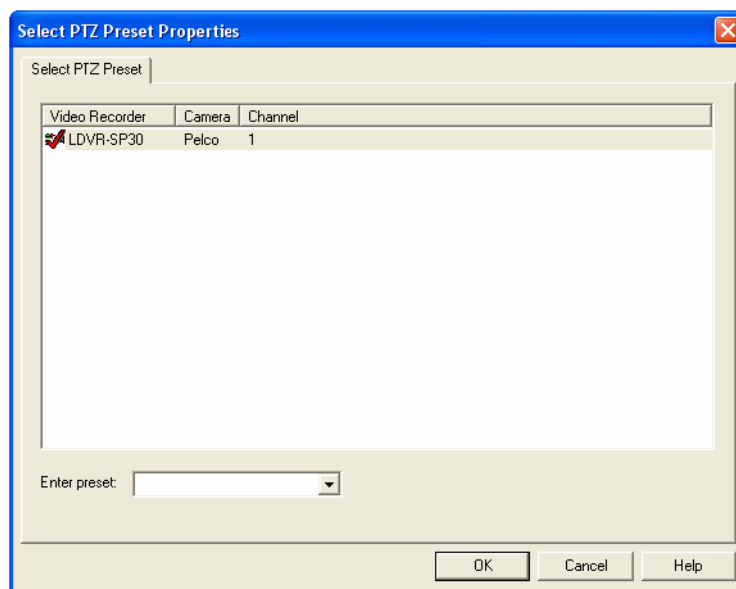 Select PTZ Preset Properties
Select PTZ Preset
Video Recorder Camera Channel
LDVR-SP30 Pelco 1
Enter preset:
OK Cancel Help